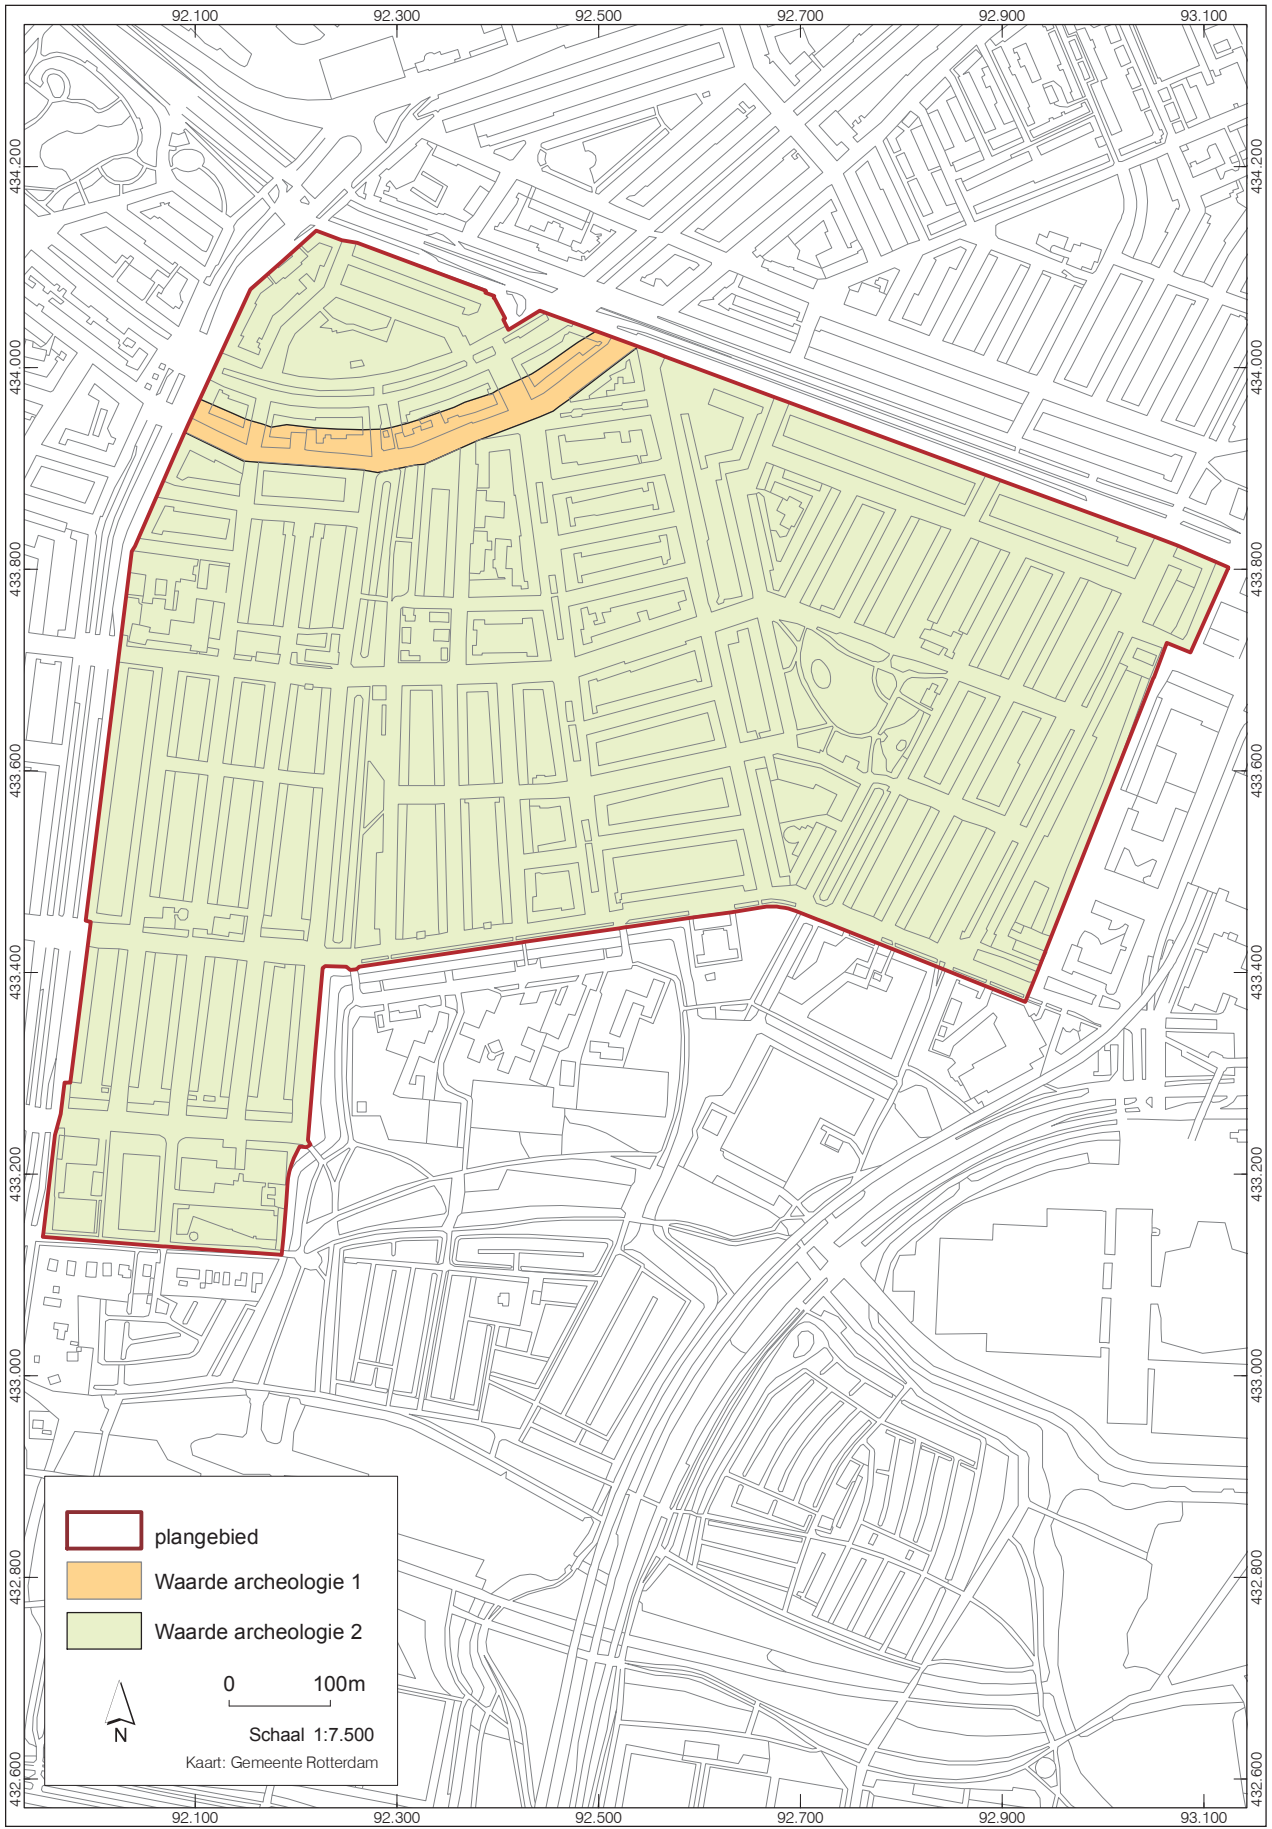 92.100 92.300 92.500 92.700 92.900 93.100
434.200 434.200
434.000 434.000
433.800 433.800
433.600 433.600
433.400 433.400
433.200 433.200
433.000 433.000
432.800 432.800
432.600 432.600
plangebied
Waarde archeologie 1
Waarde archeologie 2
0 100m
N
Schaal 1:7.500
Kaart: Gemeente Rotterdam
92.100 92.300 92.500 92.700 92.900 93.100